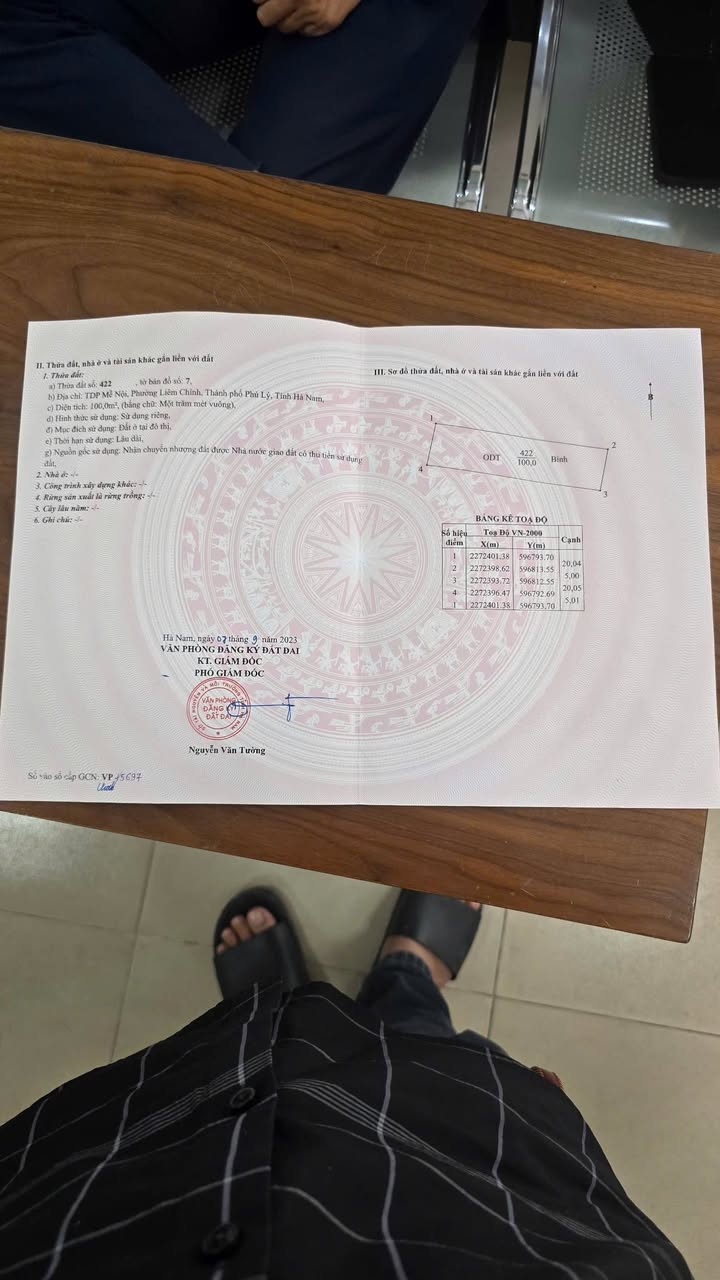 II. Thửa đất, nhà ở và tài sản khác gắn liền với đất
1. Thửa đất:
a) Thửa đất số: 422 , tờ bản đồ số: 7,
b) Địa chỉ: TDP Mễ Nội, Phường Liêm Chính, Thành phố Phủ Lý, Tỉnh Hà Nam,
c) Diện tích: 100,0m², (bằng chữ: Một trăm mét vuông),
d) Hình thức sử dụng: Sử dụng riêng,
đ) Mục đích sử dụng: Đất ở tại đô thị,
e) Thời hạn sử dụng: Lâu dài,
g) Nguồn gốc sử dụng: Nhận chuyển nhượng đất được Nhà nước giao đất có thu tiền sử dụng
đất,
2. Nhà ở: -/-
3. Công trình xây dựng khác: -/-
4. Rừng sản xuất là rừng trồng: -/-
5. Cây lâu năm: -/-
6. Ghi chú: -/-
Hà Nam, ngày 07 tháng 9 năm 2023
VĂN PHÒNG ĐĂNG KÝ ĐẤT ĐAI
KT. GIÁM ĐỐC
PHÓ GIÁM ĐỐC
VĂN PHÒNG
ĐĂNG KÝ
ĐẤT ĐAI
Nguyễn Văn Tường
Số vào sổ cấp GCN: VP 15697
III. Sơ đồ thửa đất, nhà ở và tài sản khác gắn liền với đất
B
1
2
ODT 422 Bình
100,0
4
3
BẢNG KÊ TOẠ ĐỘ
Số hiệu điểm Toạ Độ VN-2000 Cạnh
X(m) Y(m)
1 2272401.38 596793.70
20,04
2 2272398.62 596813.55
5,00
3 2272393.72 596812.55
20,05
4 2272396.47 596792.69
5,01
1 2272401.38 596793.70